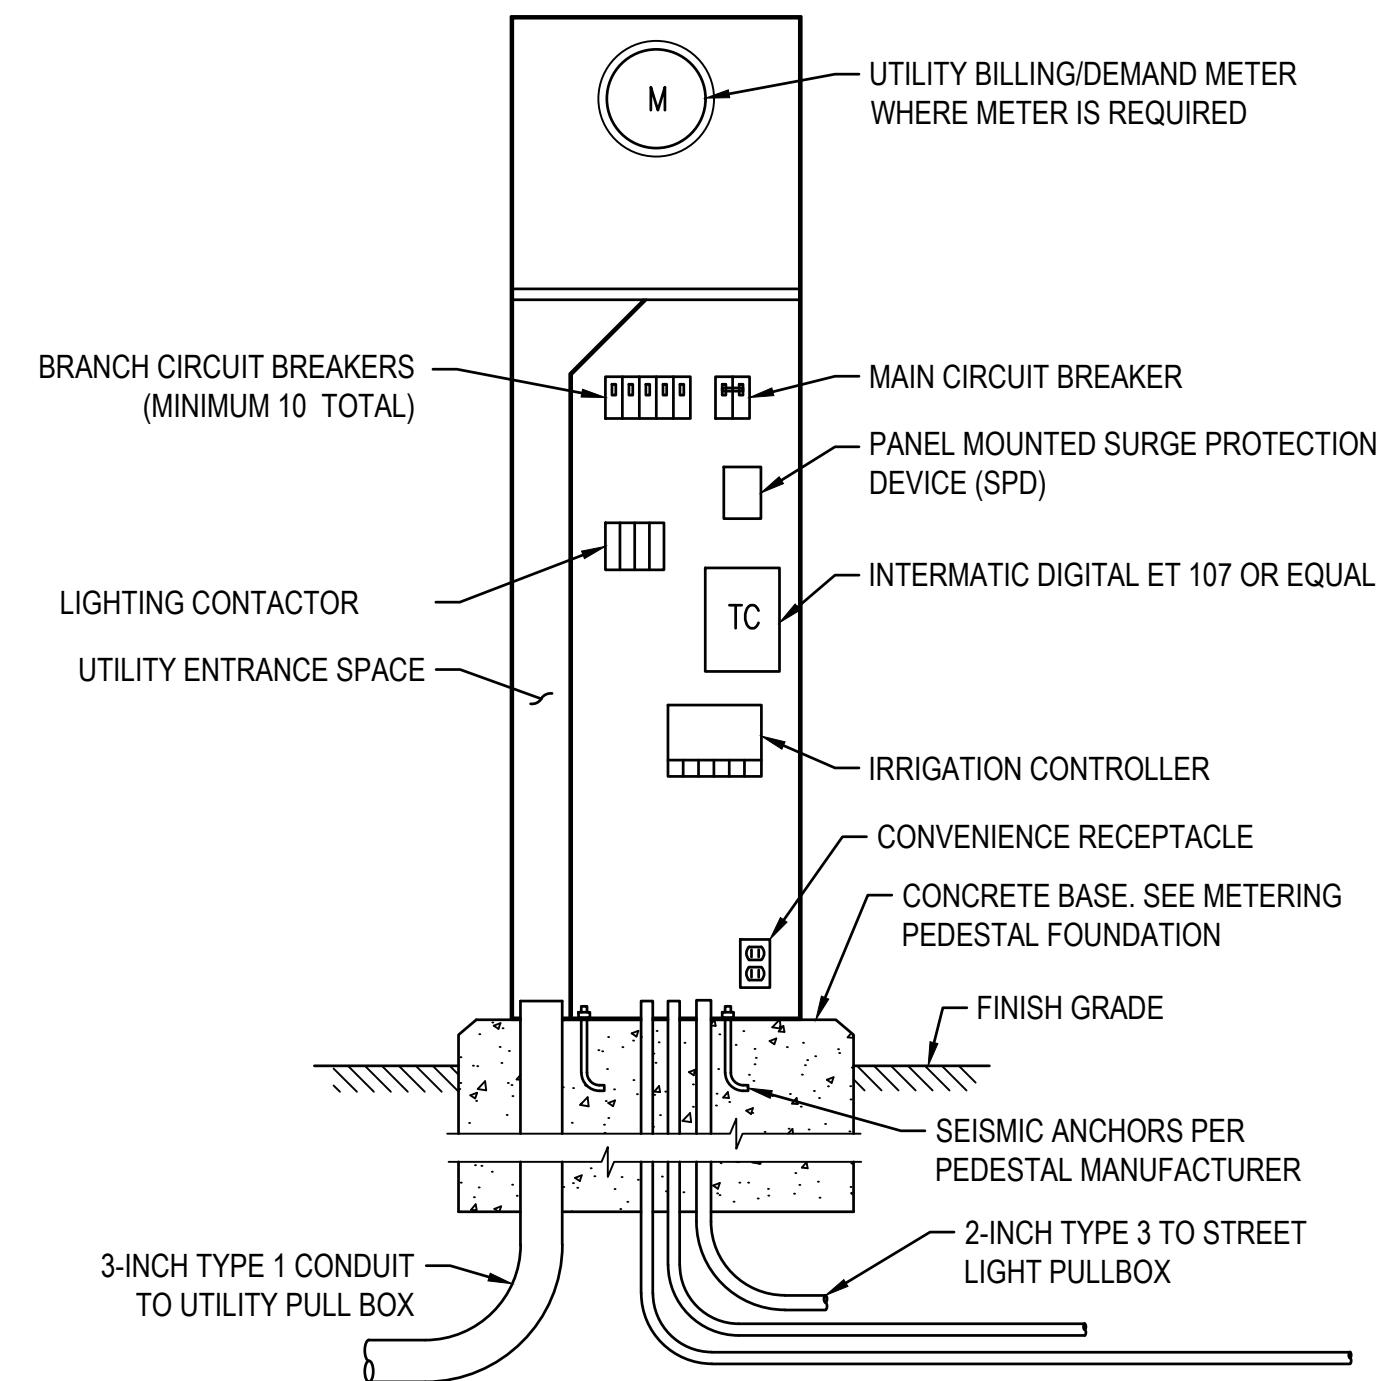 M
UTILITY BILLING/DEMAND METER
WHERE METER IS REQUIRED
BRANCH CIRCUIT BREAKERS
(MINIMUM 10 TOTAL)
MAIN CIRCUIT BREAKER
PANEL MOUNTED SURGE PROTECTION
DEVICE (SPD)
LIGHTING CONTACTOR
INTERMATIC DIGITAL ET 107 OR EQUAL
TC
UTILITY ENTRANCE SPACE
IRRIGATION CONTROLLER
CONVENIENCE RECEPTACLE
CONCRETE BASE. SEE METERING
PEDESTAL FOUNDATION
FINISH GRADE
SEISMIC ANCHORS PER
PEDESTAL MANUFACTURER
3-INCH TYPE 1 CONDUIT
TO UTILITY PULL BOX
2-INCH TYPE 3 TO STREET
LIGHT PULLBOX